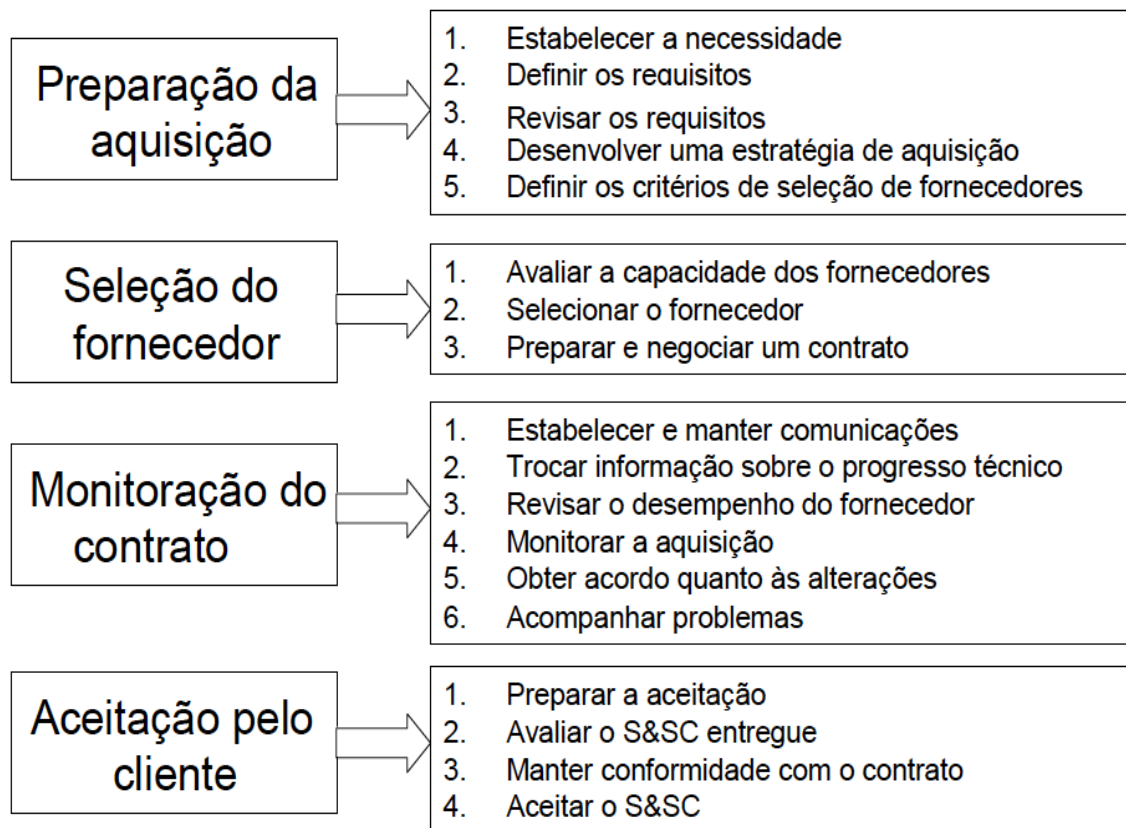 Preparação da
aquisição
1. Estabelecer a necessidade
2. Definir os requisitos
3. Revisar os requisitos
4. Desenvolver uma estratégia de aquisição
5. Definir os critérios de seleção de fornecedores
Seleção do
fornecedor
1. Avaliar a capacidade dos fornecedores
2. Selecionar o fornecedor
3. Preparar e negociar um contrato
Monitoração do
contrato
1. Estabelecer e manter comunicações
2. Trocar informação sobre o progresso técnico
3. Revisar o desempenho do fornecedor
4. Monitorar a aquisição
5. Obter acordo quanto às alterações
6. Acompanhar problemas
Aceitação pelo
cliente
1. Preparar a aceitação
2. Avaliar o S&SC entregue
3. Manter conformidade com o contrato
4. Aceitar o S&SC